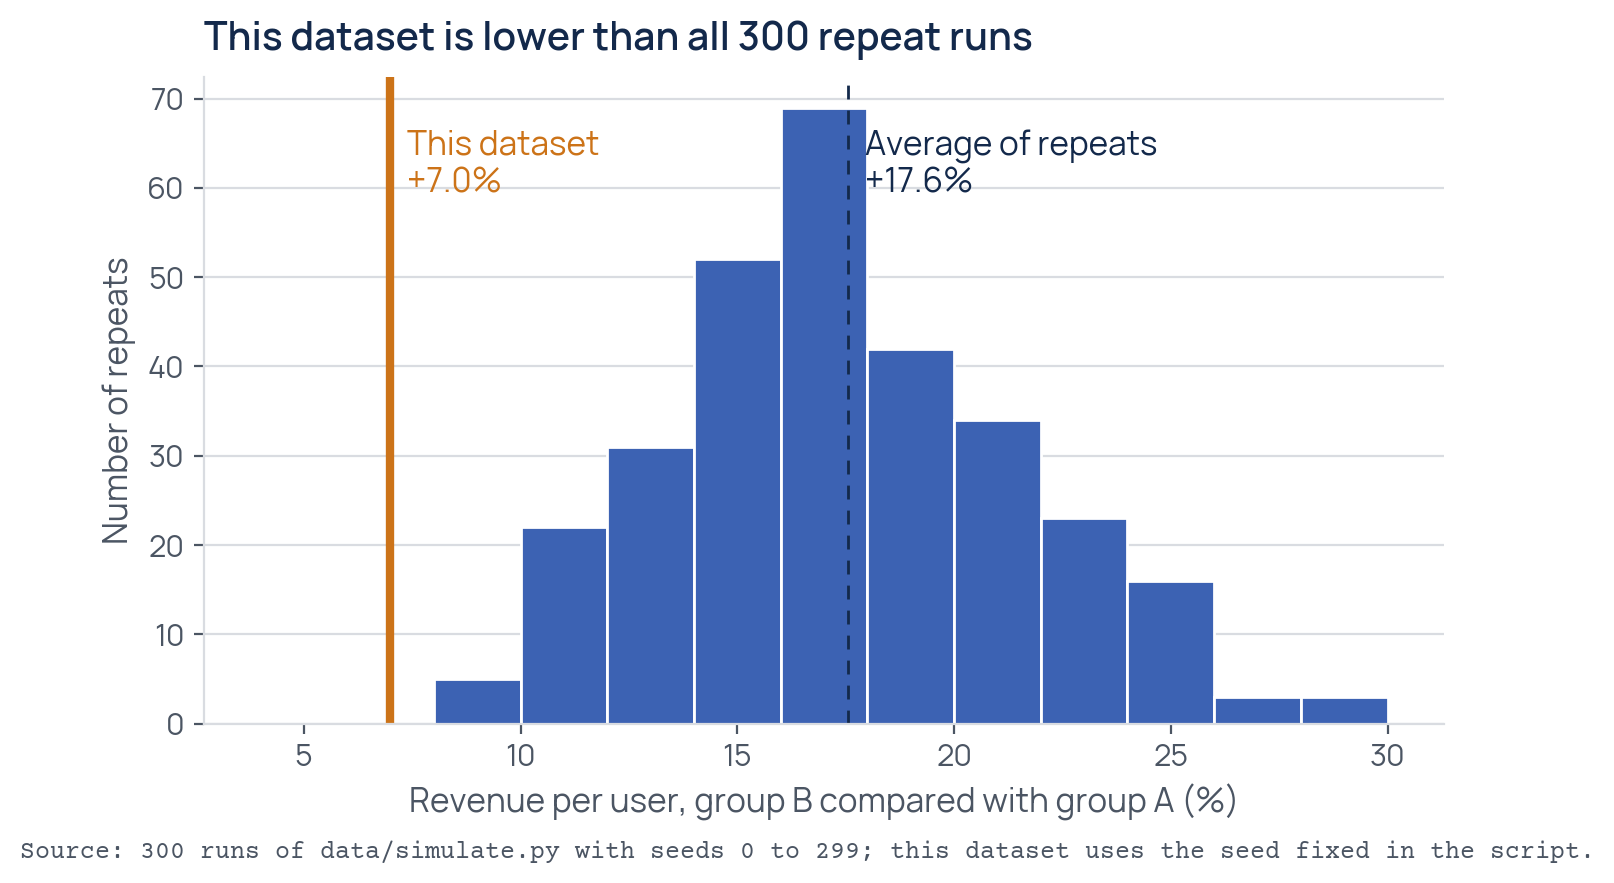 This dataset is lower than all 300 repeat runs
70
60
50
40
30
20
10
0
Number of repeats
This dataset
+7.0%
Average of repeats
+17.6%
5
10
15
20
25
30
Revenue per user, group B compared with group A (%)
Source: 300 runs of data/simulate.py with seeds 0 to 299; this dataset uses the seed fixed in the script.